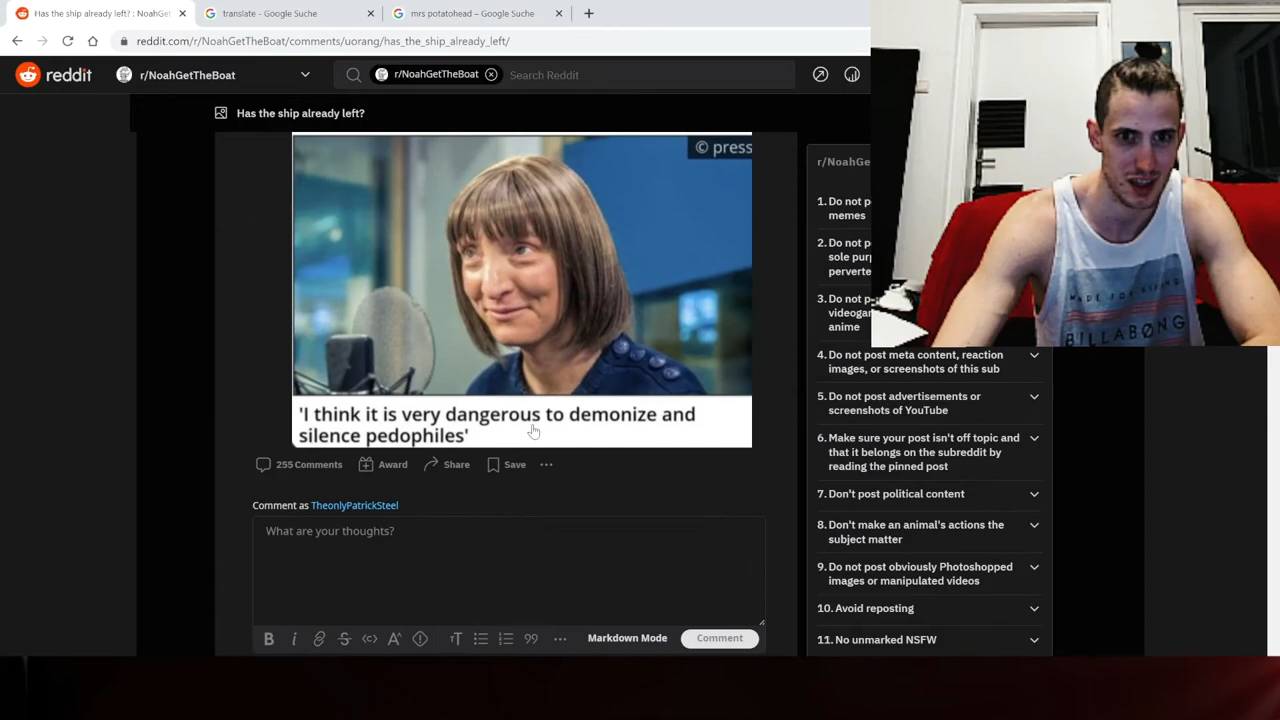 Has the ship already left? : NoahGet
translate - Google Suche
mrs potato head - Google Suche
reddit.com/r/NoahGetTheBoat/comments/uorang/has_the_ship_already_left/
reddit
r/NoahGetTheBoat
r/NoahGetTheBoat
Search Reddit
Has the ship already left?
© press
'I think it is very dangerous to demonize and
silence pedophiles'
255 Comments
Award
Share
Save
Comment as TheonlyPatrickSteel
What are your thoughts?
Markdown Mode
Comment
r/NoahGe
1. Do not p
memes
2. Do not p
sole pur
perverte
3. Do not p
videogam
anime
4. Do not post meta content, reaction
images, or screenshots of this sub
5. Do not post advertisements or
screenshots of YouTube
6. Make sure your post isn't off topic and
that it belongs on the subreddit by
reading the pinned post
7. Don't post political content
8. Don't make an animal's actions the
subject matter
9. Do not post obviously Photoshopped
images or manipulated videos
10. Avoid reposting
11. No unmarked NSFW
BILLABONG